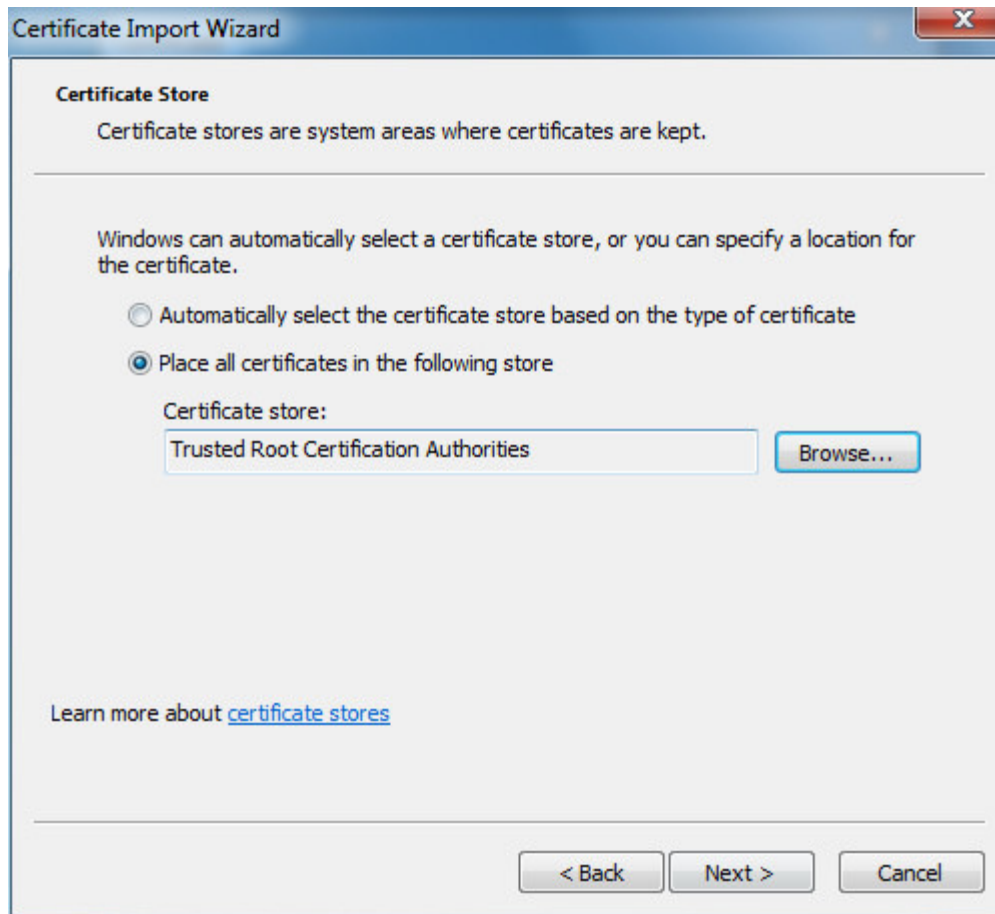 Certificate Import Wizard
X
Certificate Store
Certificate stores are system areas where certificates are kept.
Windows can automatically select a certificate store, or you can specify a location for
the certificate.
Automatically select the certificate store based on the type of certificate
Place all certificates in the following store
Certificate store:
Trusted Root Certification Authorities
Browse...
Learn more about certificate stores
< Back Next > Cancel